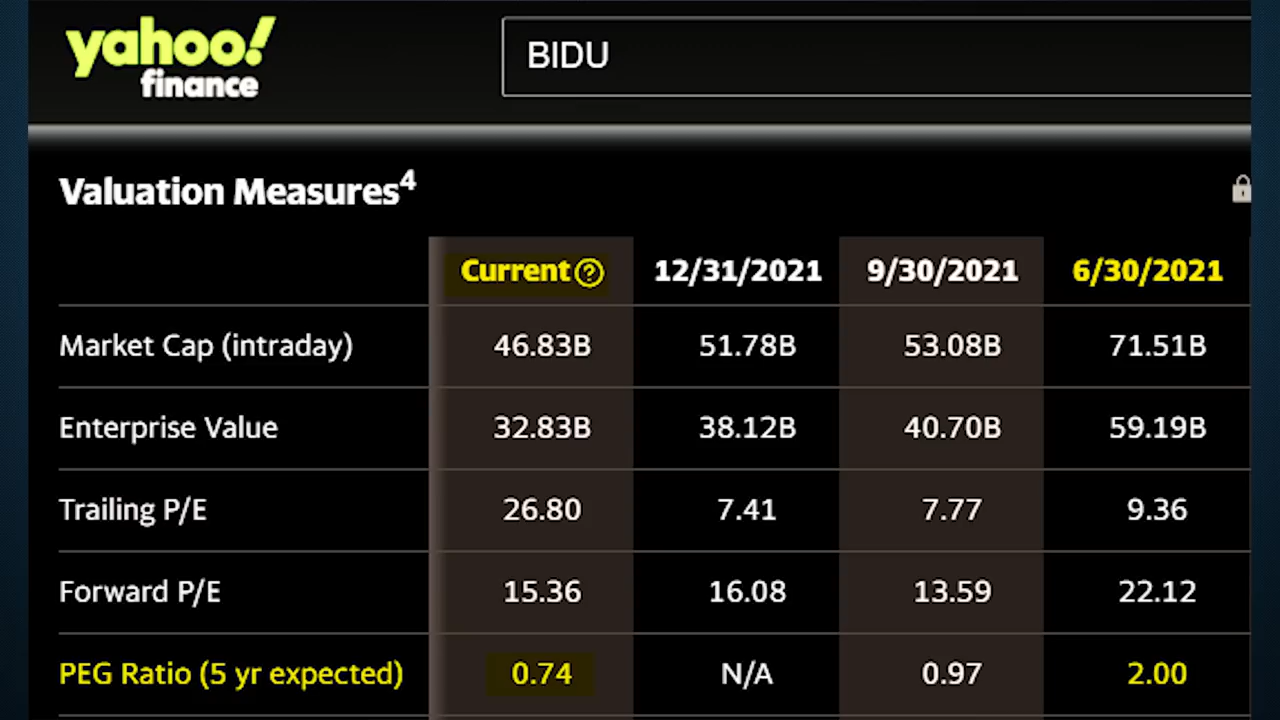 yahoo!
finance
BIDU
Valuation Measures4
Current? 12/31/2021 9/30/2021 6/30/2021
Market Cap (intraday) 46.83B 51.78B 53.08B 71.51B
Enterprise Value 32.83B 38.12B 40.70B 59.19B
Trailing P/E 26.80 7.41 7.77 9.36
Forward P/E 15.36 16.08 13.59 22.12
PEG Ratio (5 yr expected) 0.74 N/A 0.97 2.00